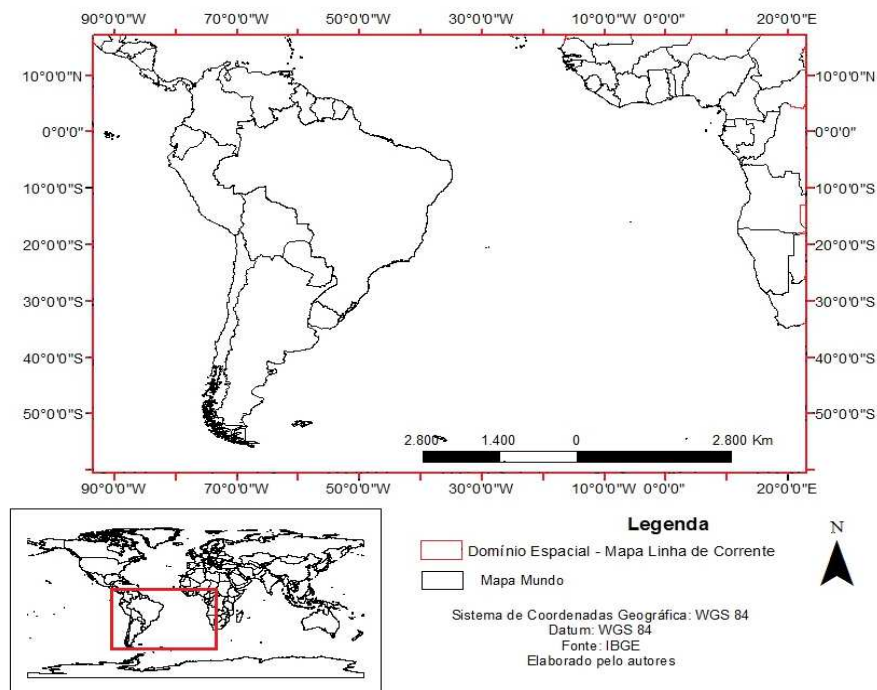 90°0'0"W 70°0'0"W 50°0'0"W 30°0'0"W 10°0'0"W 0°0'0" 20°0'0"E
10°0'0"N 10°0'0"N
0°0'0" 0°0'0"
10°0'0"S 10°0'0"S
20°0'0"S 20°0'0"S
30°0'0"S 30°0'0"S
40°0'0"S 40°0'0"S
50°0'0"S 50°0'0"S
2.800 1.400 0 2.800 Km
90°0'0"W 70°0'0"W 50°0'0"W 30°0'0"W 10°0'0"W 0°0'0" 20°0'0"E
Legenda
Domínio Espacial - Mapa Linha de Corrente
Mapa Mundo
N
Sistema de Coordenadas Geográfica: WGS 84
Datum: WGS 84
Fonte: IBGE
Elaborado pelo autores